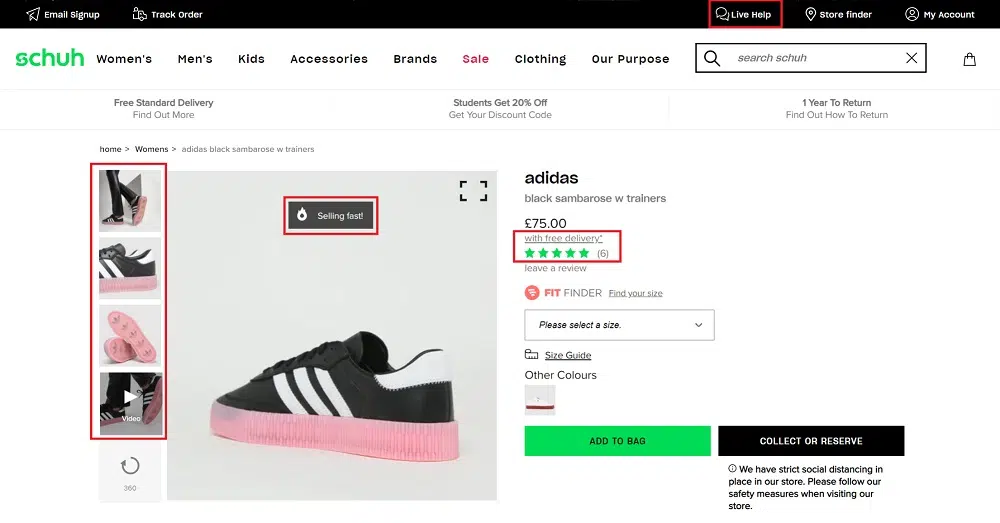 Email Signup
Track Order
Live Help
Store finder
My Account
schuh
Women's
Men's
Kids
Accessories
Brands
Sale
Clothing
Our Purpose
search schuh
Free Standard Delivery
Find Out More
Students Get 20% Off
Get Your Discount Code
1 Year To Return
Find Out How To Return
home > Womens > adidas black sambarose w trainers
Selling fast!
Video
360
adidas
black sambarose w trainers
£75.00
with free delivery*
(6)
leave a review
FIT FINDER Find your size
Please select a size.
Size Guide
Other Colours
ADD TO BAG
COLLECT OR RESERVE
We have strict social distancing in
place in our store. Please follow our
safety measures when visiting our
store.